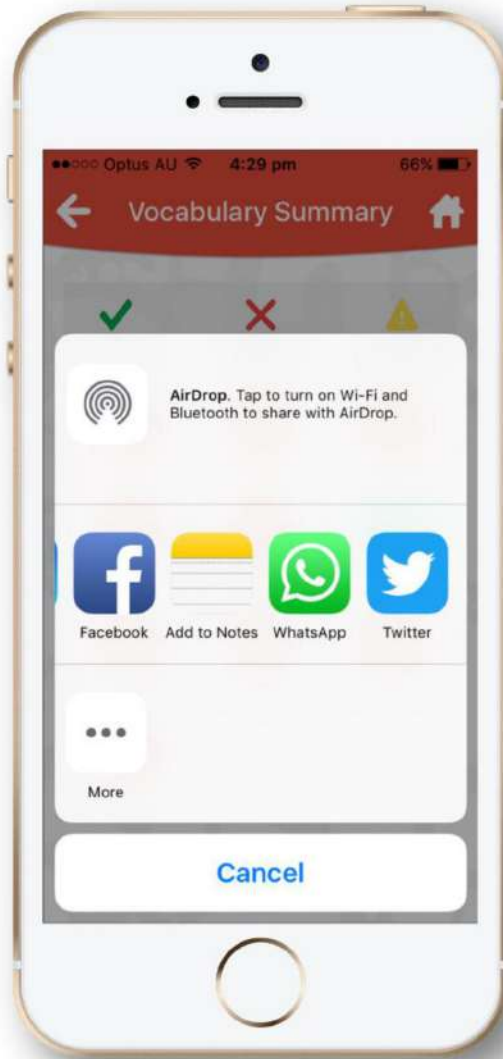 Optus AU 4:29 pm 66%
Vocabulary Summary
AirDrop. Tap to turn on Wi-Fi and
Bluetooth to share with AirDrop.
Facebook Add to Notes WhatsApp Twitter
More
Cancel